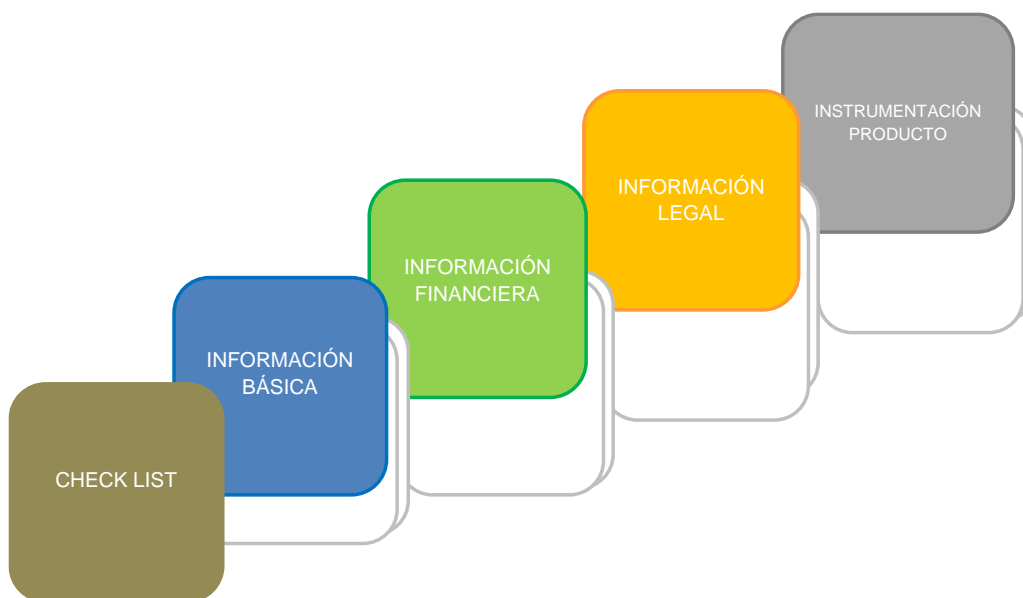 INSTRUMENTACIÓN
PRODUCTO
INFORMACIÓN
LEGAL
INFORMACIÓN
FINANCIERA
INFORMACIÓN
BÁSICA
CHECK LIST